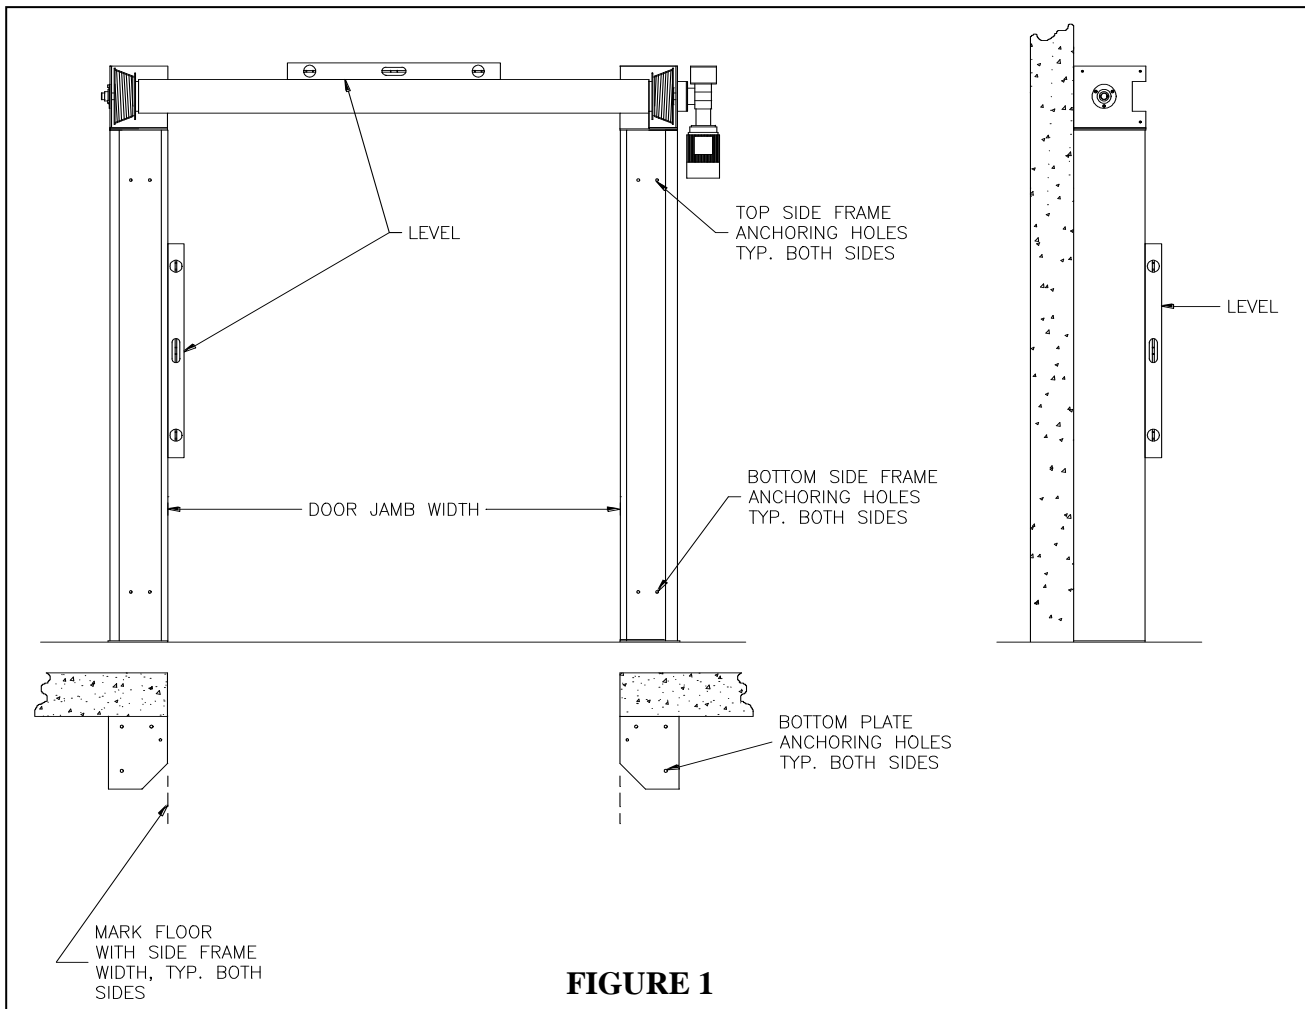 LEVEL
TOP SIDE FRAME
ANCHORING HOLES
TYP. BOTH SIDES
LEVEL
BOTTOM SIDE FRAME
ANCHORING HOLES
TYP. BOTH SIDES
DOOR JAMB WIDTH
BOTTOM PLATE
ANCHORING HOLES
TYP. BOTH SIDES
MARK FLOOR
WITH SIDE FRAME
WIDTH, TYP. BOTH
SIDES
FIGURE 1